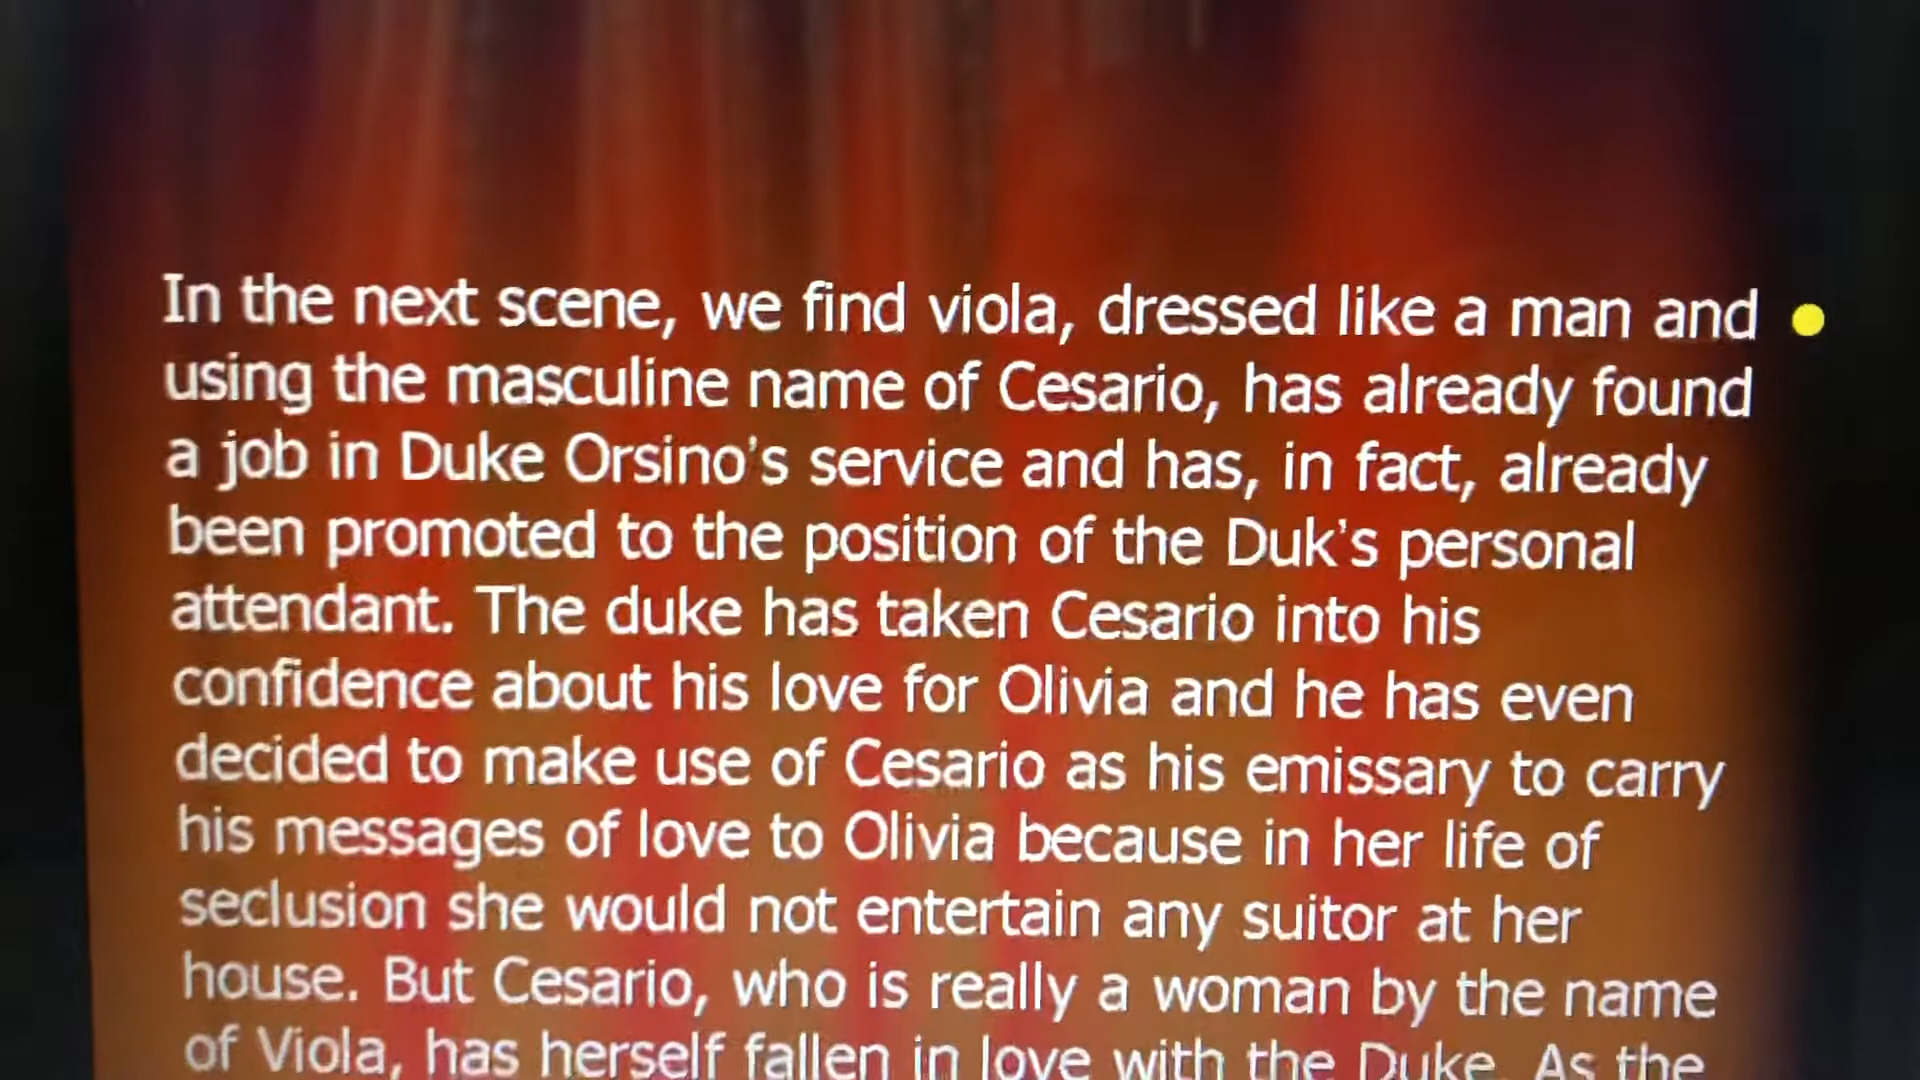 In the next scene, we find viola, dressed like a man and
using the masculine name of Cesario, has already found
a job in Duke Orsino's service and has, in fact, already
been promoted to the position of the Duk's personal
attendant. The duke has taken Cesario into his
confidence about his love for Olivia and he has even
decided to make use of Cesario as his emissary to carry
his messages of love to Olivia because in her life of
seclusion she would not entertain any suitor at her
house. But Cesario, who is really a woman by the name
of Viola, has herself fallen in love with the Duke. As the